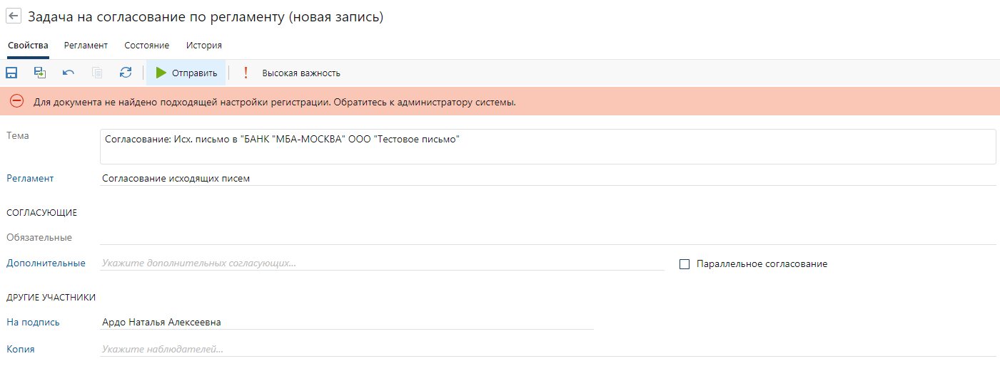 Задача на согласование по регламенту (новая запись)
Свойства Регламент Состояние История
Отправить Высокая важность
Для документа не найдено подходящей настройки регистрации. Обратитесь к администратору системы.
Тема Согласование: Исх. письмо в "БАНК "МБА-МОСКВА" ООО "Тестовое письмо"
Регламент Согласование исходящих писем
СОГЛАСУЮЩИЕ
Обязательные
Дополнительные Укажите дополнительных согласующих... Параллельное согласование
ДРУГИЕ УЧАСТНИКИ
На подпись Ардо Наталья Алексеевна
Копия Укажите наблюдателей...